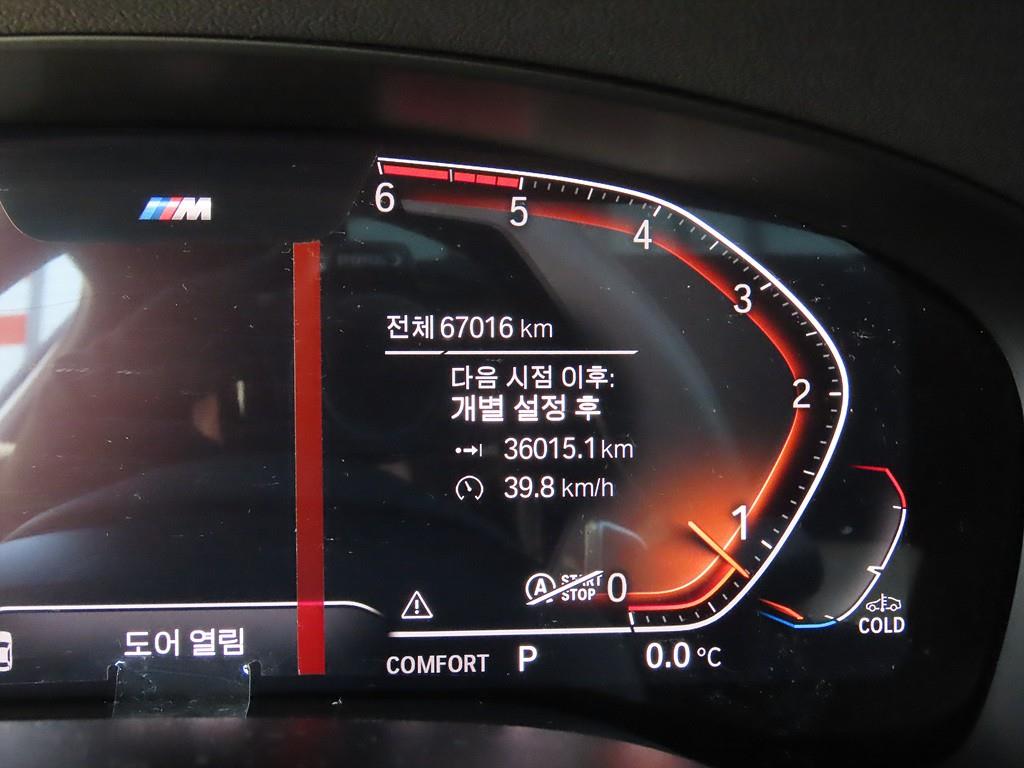 M
6
5
4
3
2
1
0
전체 67016 km
다음 시점 이후:
개별 설정 후
36015.1 km
39.8 km/h
A START
STOP
도어 열림
COMFORT P 0.0 °C
COLD